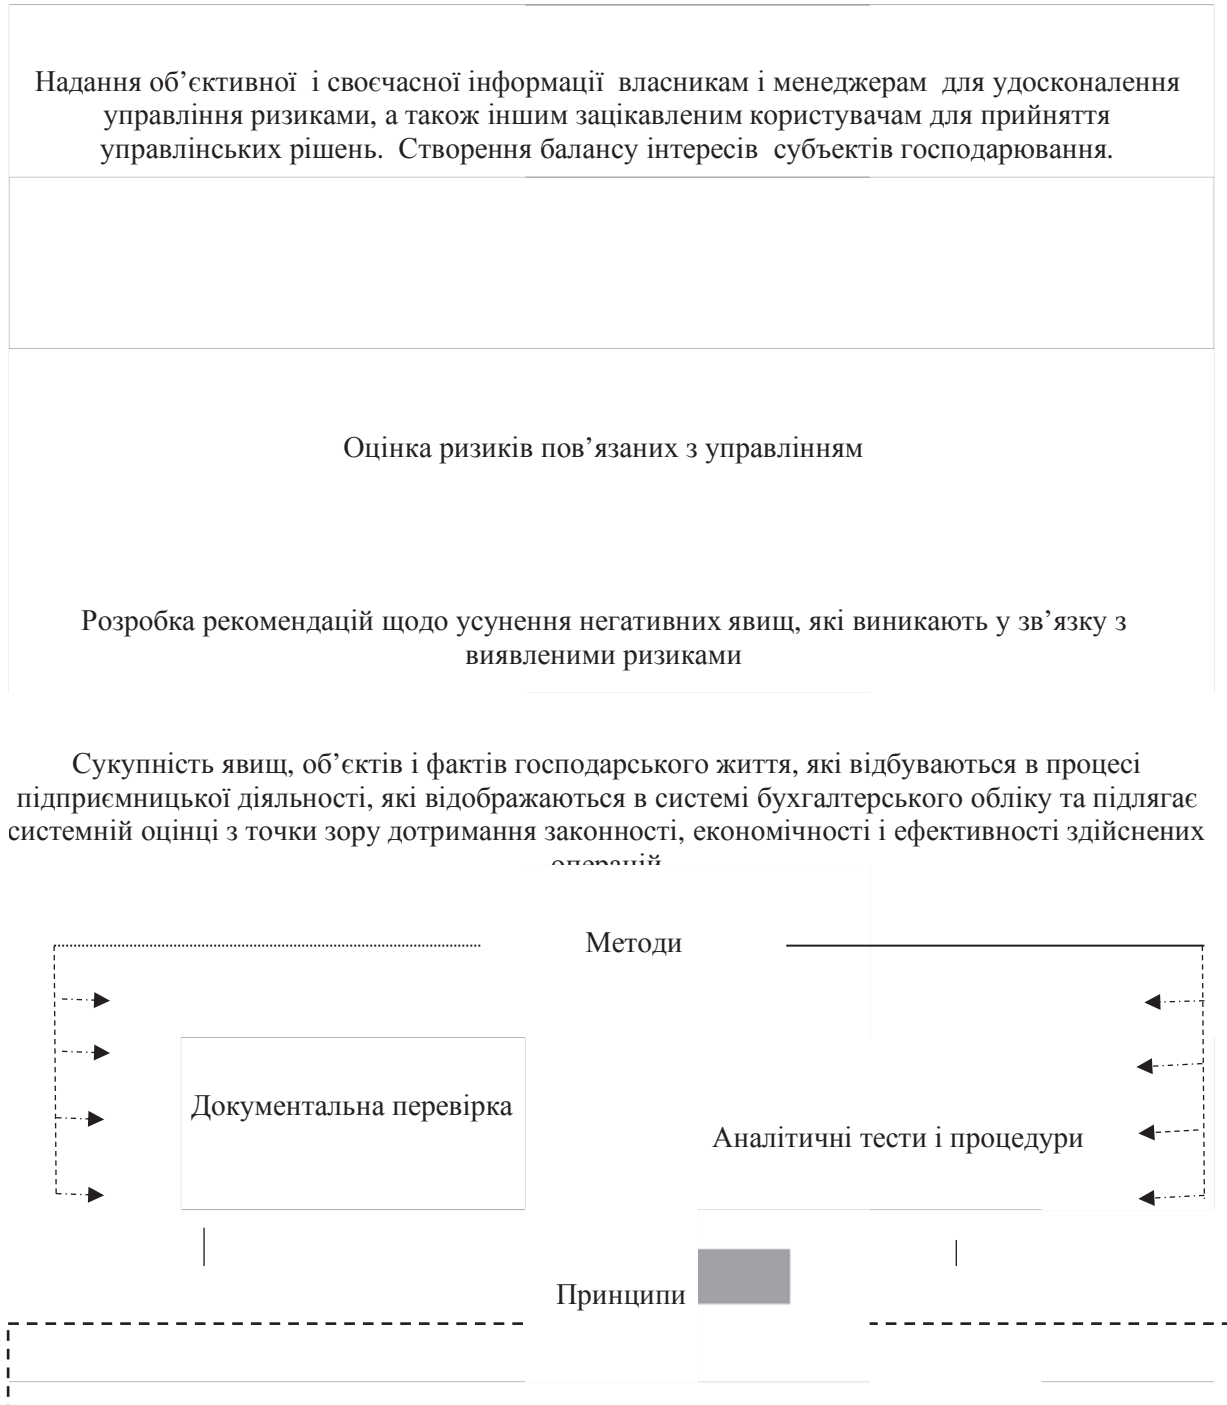 Надання об’єктивної і своєчасної інформації власникам і менеджерам для удосконалення
управління ризиками, а також іншим зацікавленим користувачам для прийняття
управлінських рішень. Створення балансу інтересів субъектів господарювання.
Оцінка ризиків пов’язаних з управлінням
Розробка рекомендацій щодо усунення негативних явищ, які виникають у зв’язку з
виявленими ризиками
Сукупність явищ, об’єктів і фактів господарського життя, які відбуваються в процесі
підприємницької діяльності, які відображаються в системі бухгалтерського обліку та підлягає
системній оцінці з точки зору дотримання законності, економічності і ефективності здійснених
операцій
Методи
Документальна перевірка
Аналітичні тести і процедури
Принципи